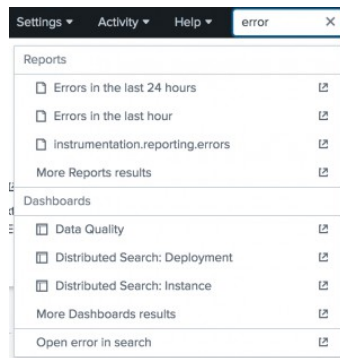 Settings Activity Help error
Reports
Errors in the last 24 hours
Errors in the last hour
instrumentation.reporting.errors
More Reports results
Dashboards
Data Quality
Distributed Search: Deployment
Distributed Search: Instance
More Dashboards results
Open error in search